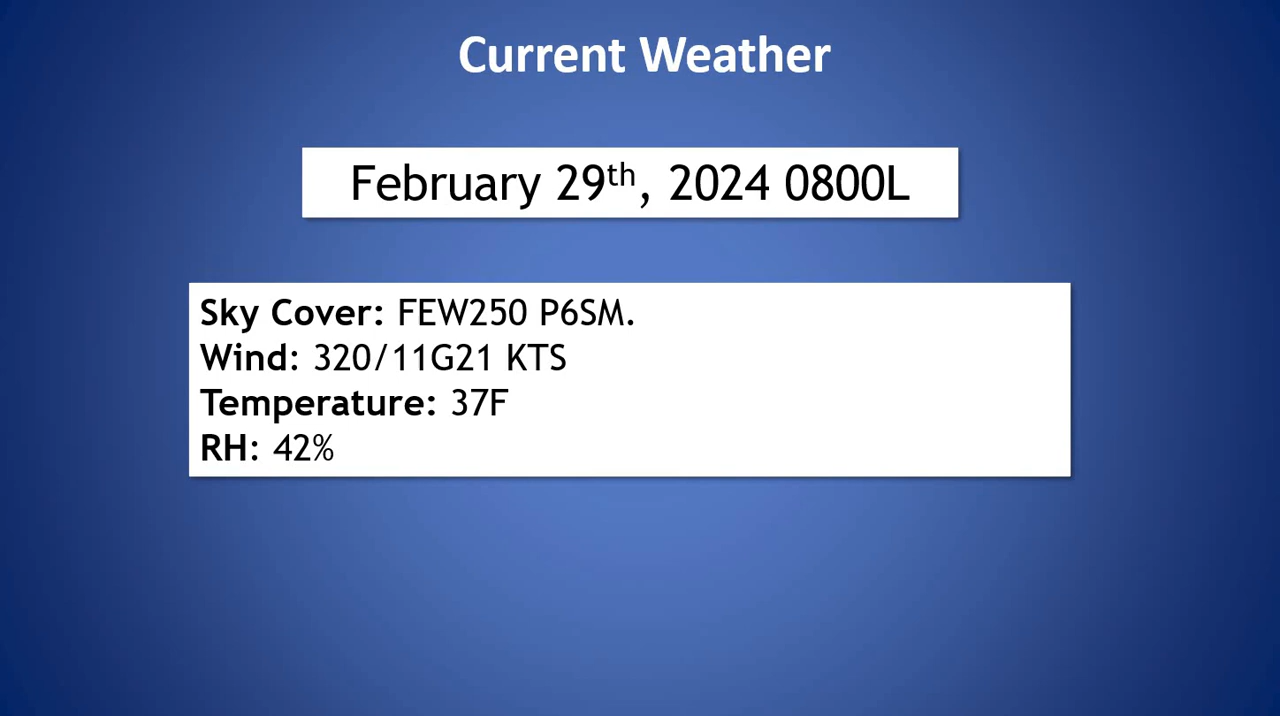 Current Weather
February 29th, 2024 0800L
Sky Cover: FEW250 P6SM.
Wind: 320/11G21 KTS
Temperature: 37F
RH: 42%